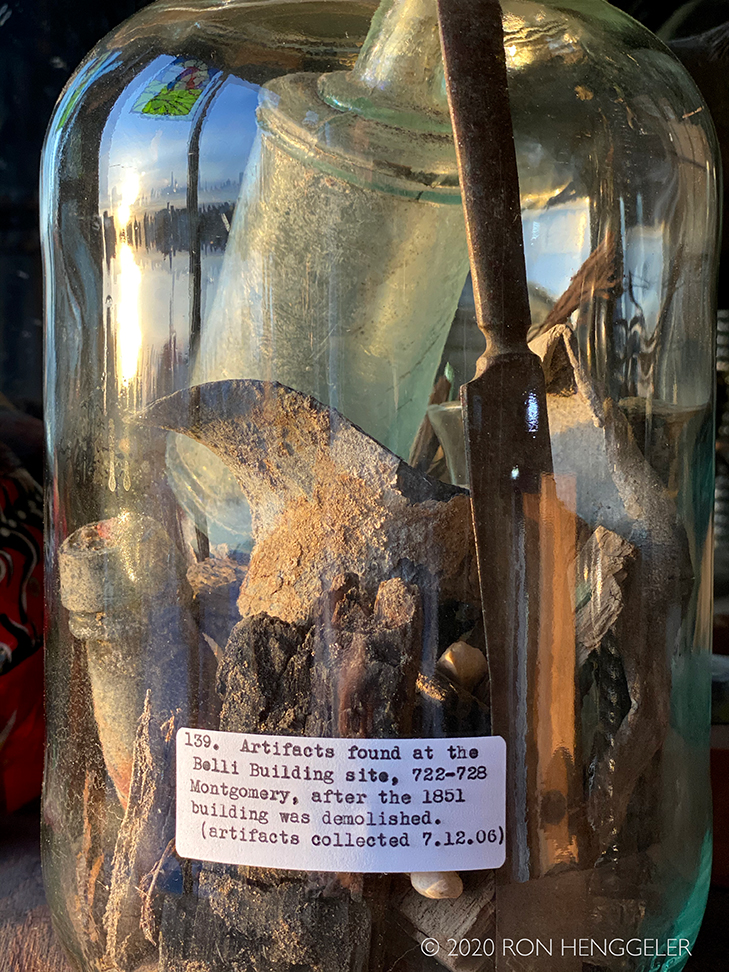 139. Artifacts found at the
Belli Building site, 722-728
Montgomery, after the 1851
building was demolished.
(artifacts collected 7.12.06)
© 2020 RON HENGGELER